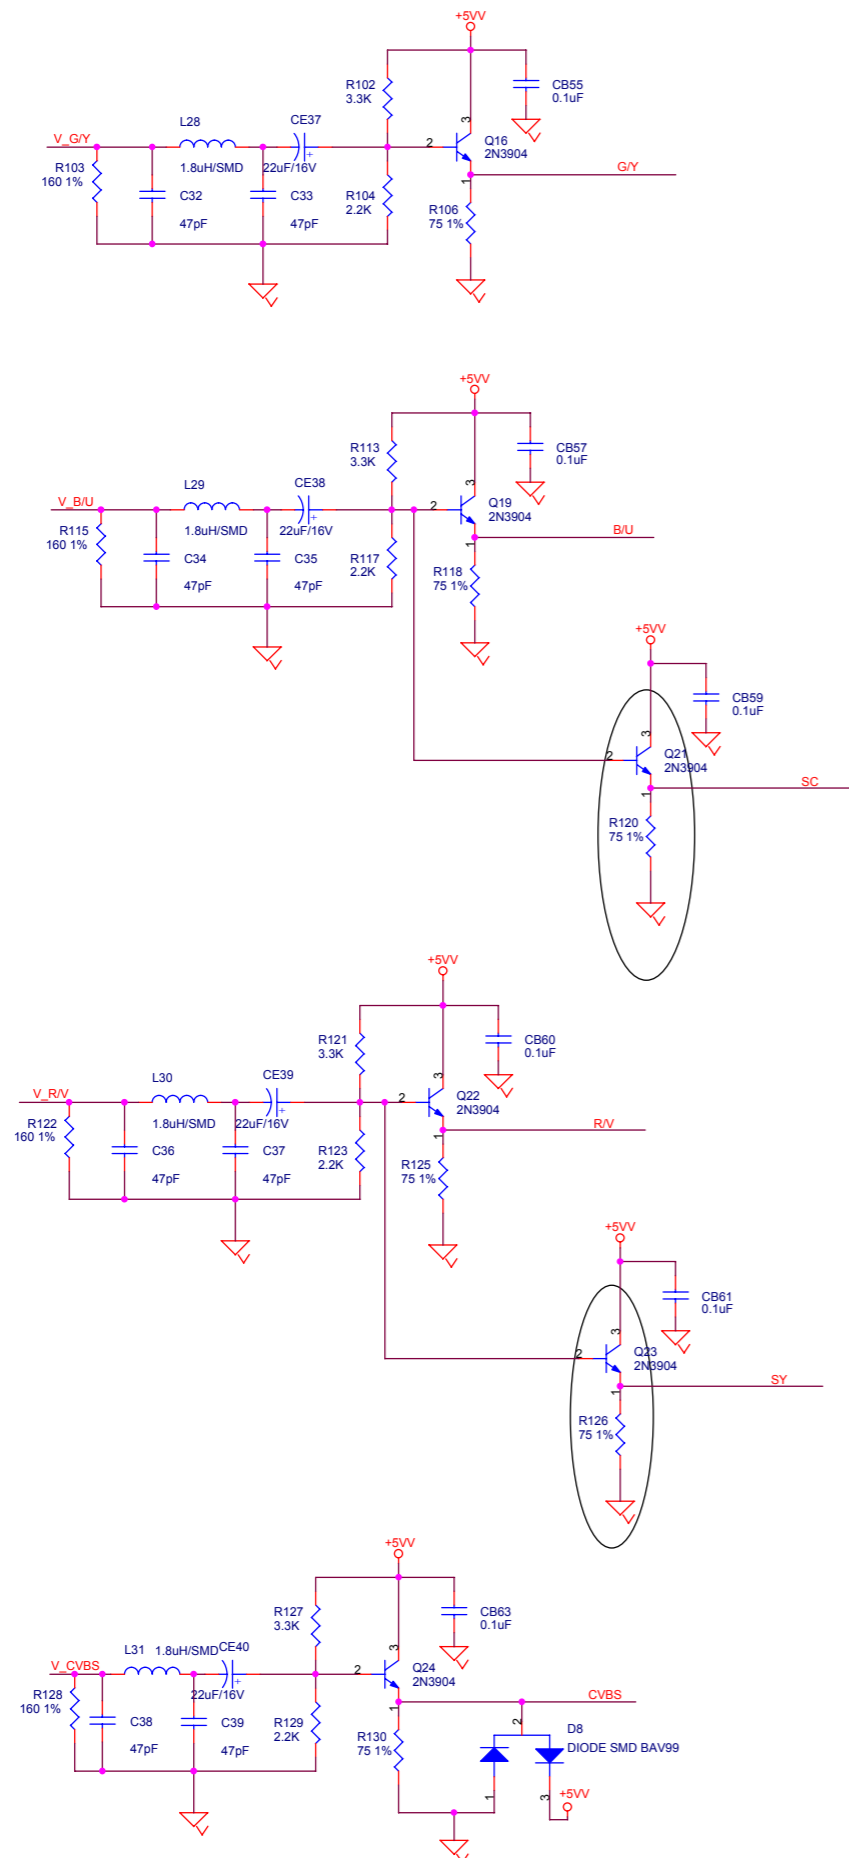 +5VV
R102
3.3K
CB55
0.1uF
L28
CE37
3
V_G/Y
2
Q16
2N3904
R103
160 1%
1.8uH/SMD
22uF/16V
+
G/Y
C32
C33
R104
2.2K
1
R106
75 1%
47pF
47pF
+5VV
R113
3.3K
CB57
0.1uF
L29
CE38
3
V_B/U
2
Q19
2N3904
R115
160 1%
1.8uH/SMD
22uF/16V
+
B/U
C34
C35
R117
2.2K
1
R118
75 1%
47pF
47pF
+5VV
CB59
0.1uF
3
2
Q21
2N3904
SC
1
R120
75 1%
+5VV
R121
3.3K
CB60
0.1uF
L30
CE39
3
V_R/V
2
Q22
2N3904
R122
160 1%
1.8uH/SMD
22uF/16V
+
R/V
C36
C37
R123
2.2K
1
R125
75 1%
47pF
47pF
+5VV
CB61
0.1uF
3
2
Q23
2N3904
SY
1
R126
75 1%
+5VV
R127
3.3K
CB63
0.1uF
L31
1.8uH/SMD
CE40
3
V_CVBS
2
Q24
2N3904
R128
160 1%
22uF/16V
+
CVBS
C38
C39
R129
2.2K
1
R130
75 1%
2
D8
DIODE SMD BAV99
47pF
47pF
1
3
+5VV